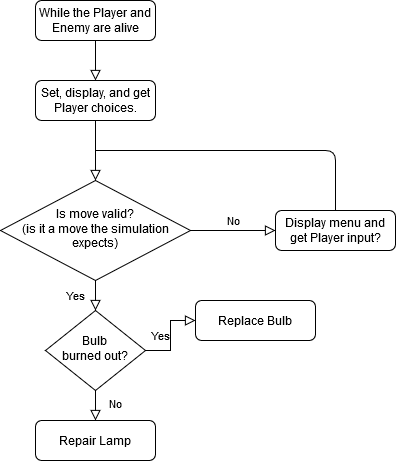 While the Player and
Enemy are alive
Set, display, and get
Player choices.
Is move valid?
(is it a move the simulation
expects)
No
Display menu and
get Player input?
Yes
Bulb
burned out?
Yes
Replace Bulb
No
Repair Lamp